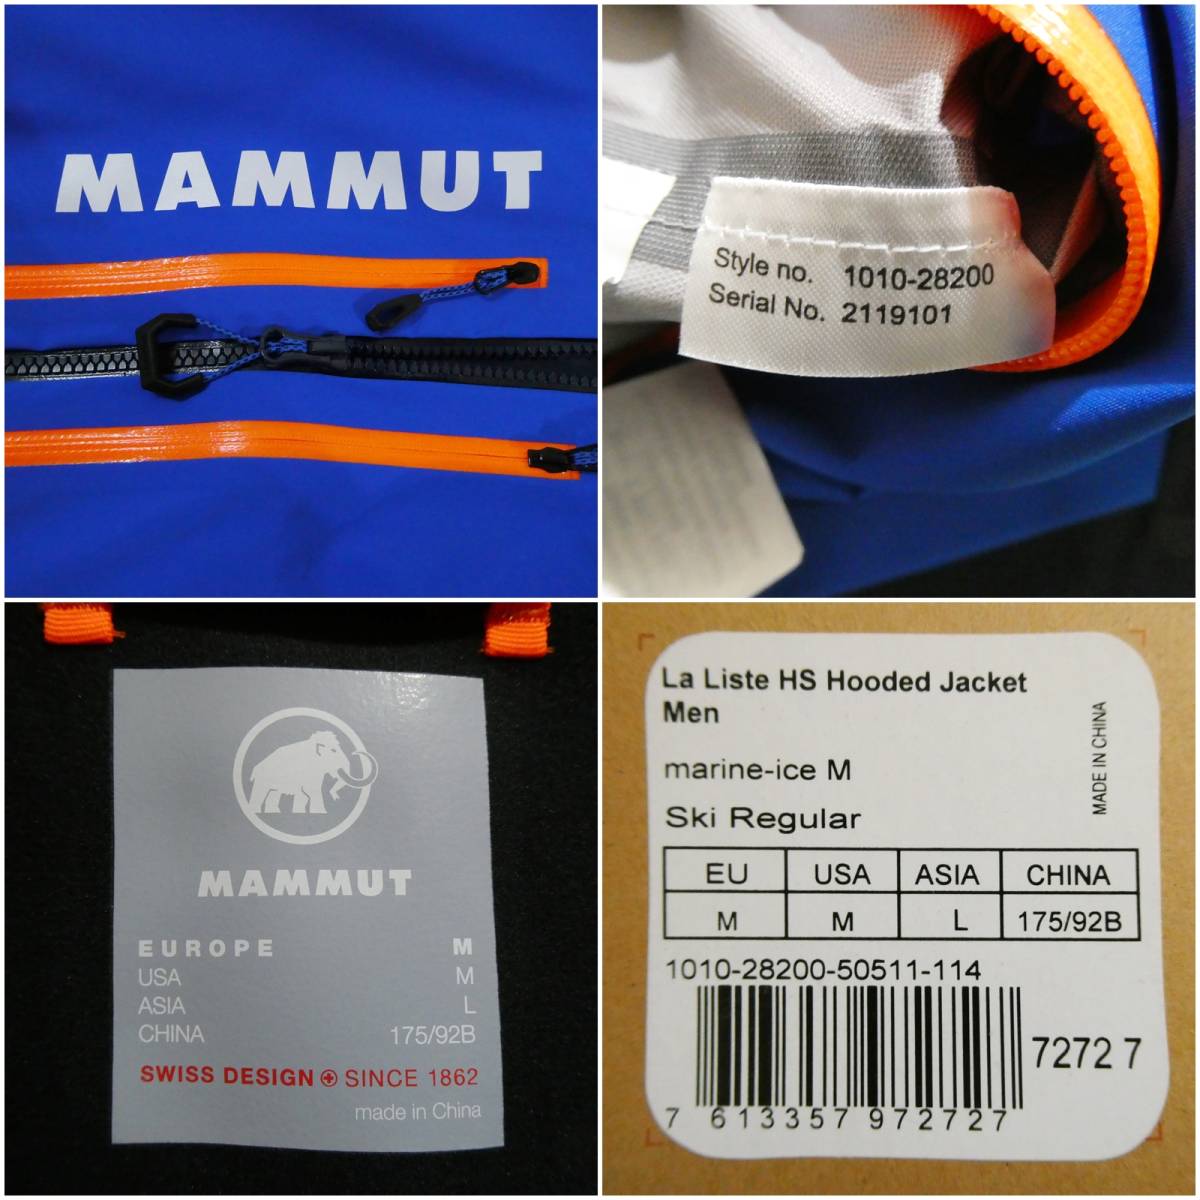 MAMMUT
Style no. 1010-28200
Serial No. 2119101
MAMMUT
EUROPE M
USA M
ASIA L
CHINA 175/92B
SWISS DESIGN SINCE 1862
made in China
La Liste HS Hooded Jacket
Men
marine-ice M
Ski Regular
MADE IN CHINA
EU USA ASIA CHINA
M M L 175/92B
1010-28200-50511-114
7272 7
7 613357 972727